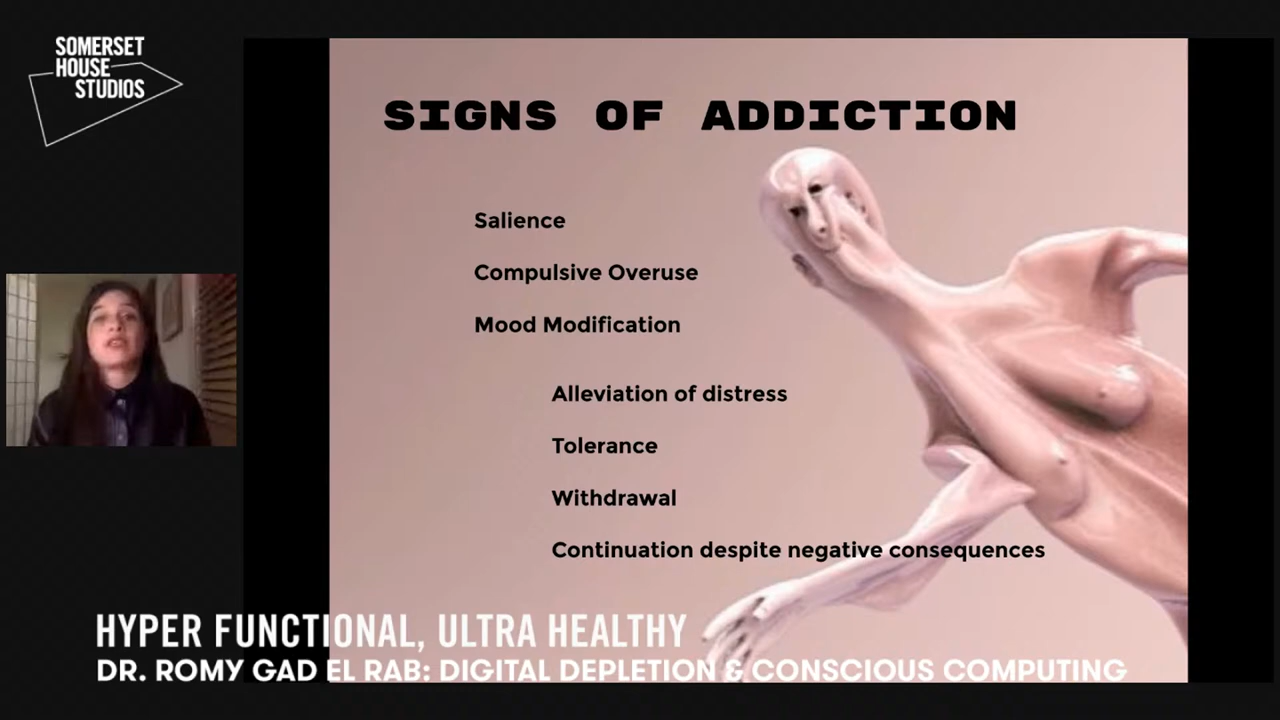 SOMERSET
HOUSE
STUDIOS
SIGNS OF ADDICTION
Salience
Compulsive Overuse
Mood Modification
Alleviation of distress
Tolerance
Withdrawal
Continuation despite negative consequences
HYPER FUNCTIONAL, ULTRA HEALTHY
DR. ROMY GAD EL RAB: DIGITAL DEPLETION & CONSCIOUS COMPUTING